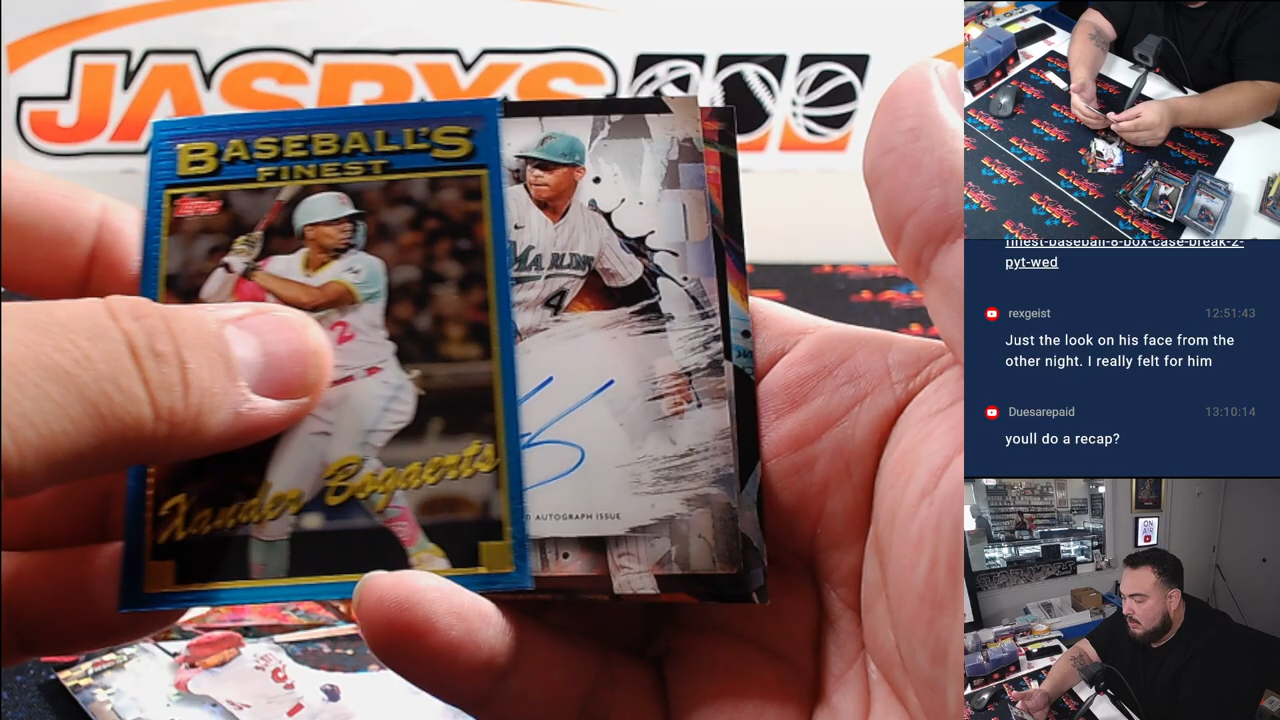 JASPYS
BASEBALL'S
FINEST
Topps
2
Xander Bogaerts
MARLINS
4
AUTOGRAPH ISSUE
finest-baseball-8-box-case-break-2-
pyt-wed
rexgeist 12:51:43
Just the look on his face from the
other night. I really felt for him
Duesarepaid 13:10:14
youll do a recap?
ON
AIR